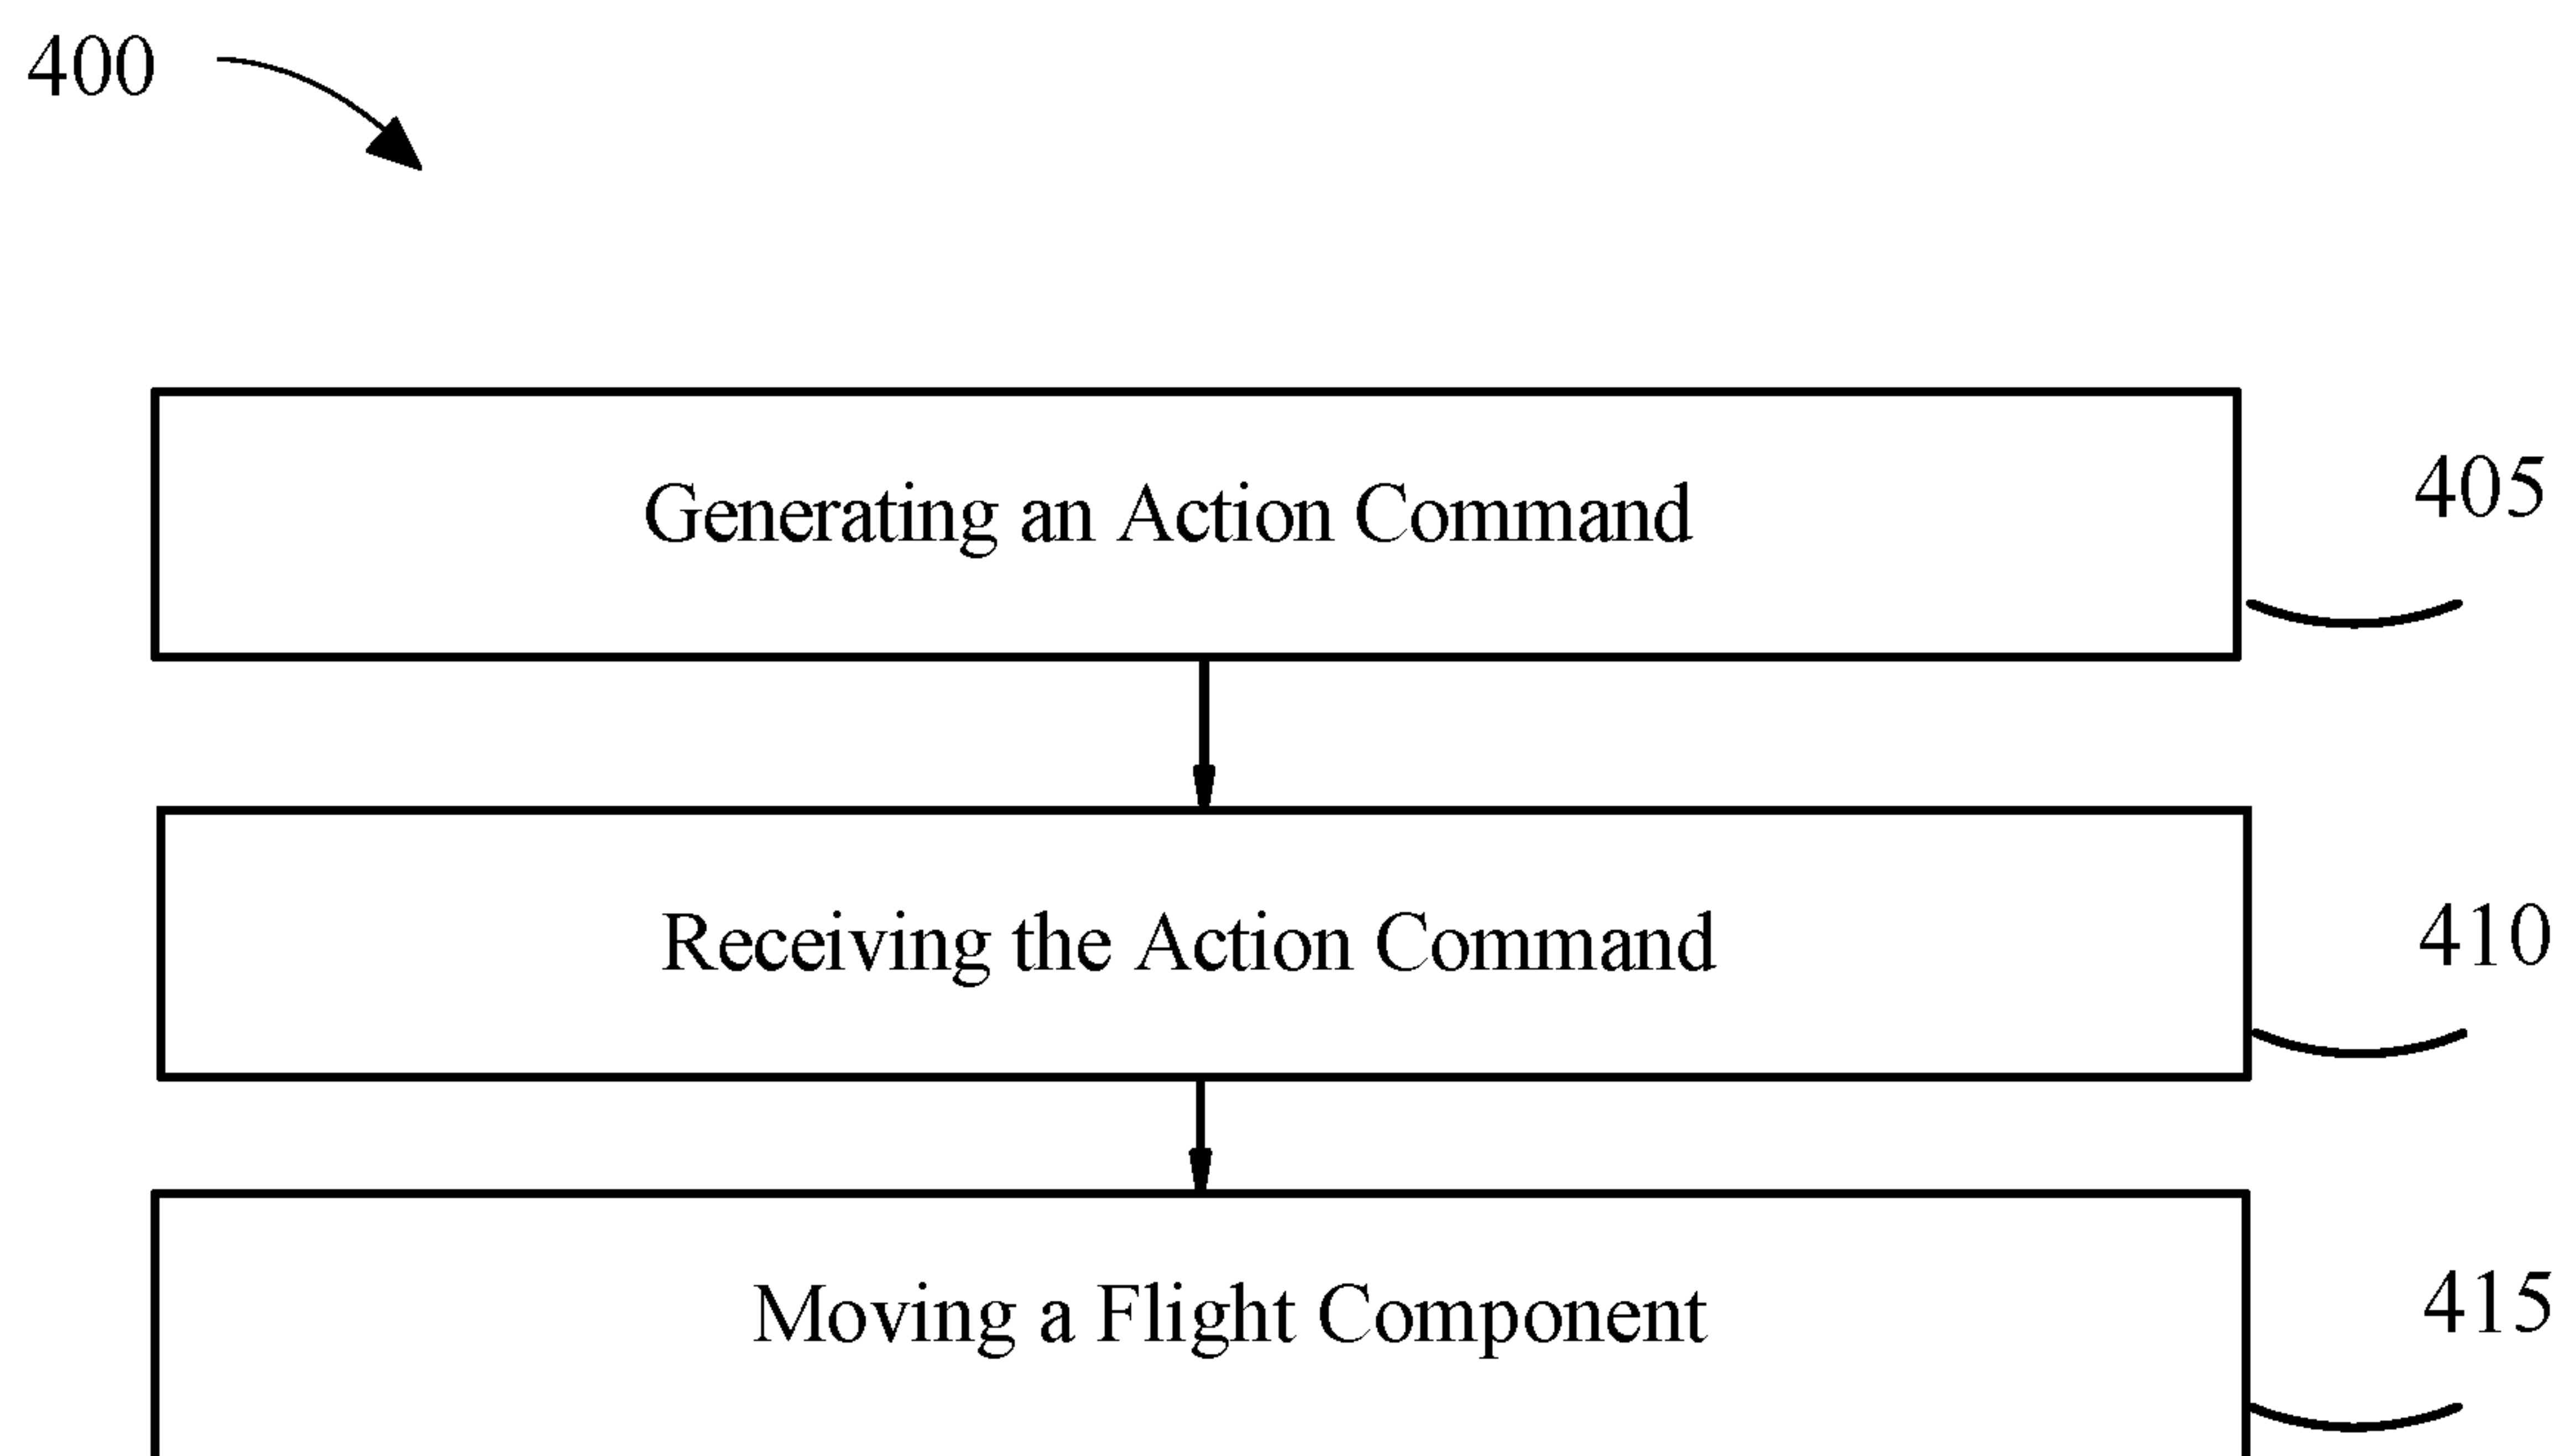 400
Generating an Action Command
405
Receiving the Action Command
410
Moving a Flight Component
415